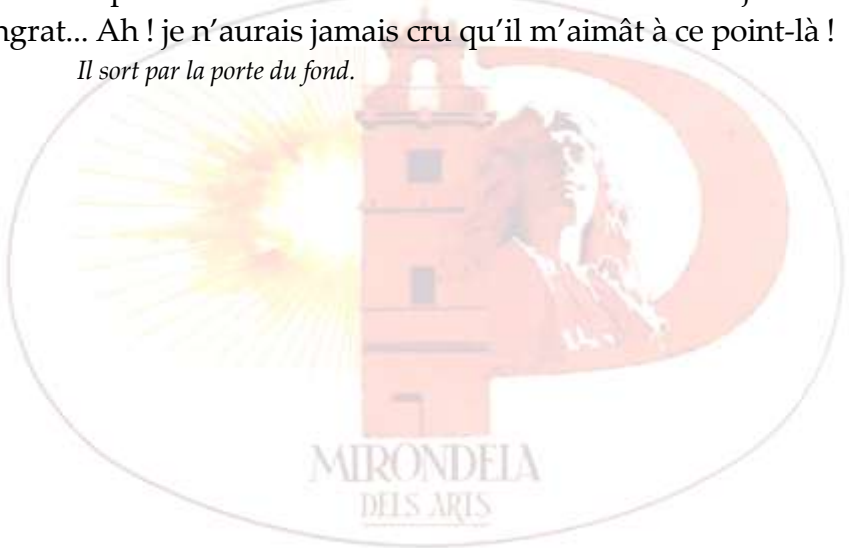 ngrat... Ah ! je n’aurais jamais cru qu’il m’aimât à ce point-là !
Il sort par la porte du fond.
MIRONDELA
DELS ARTS